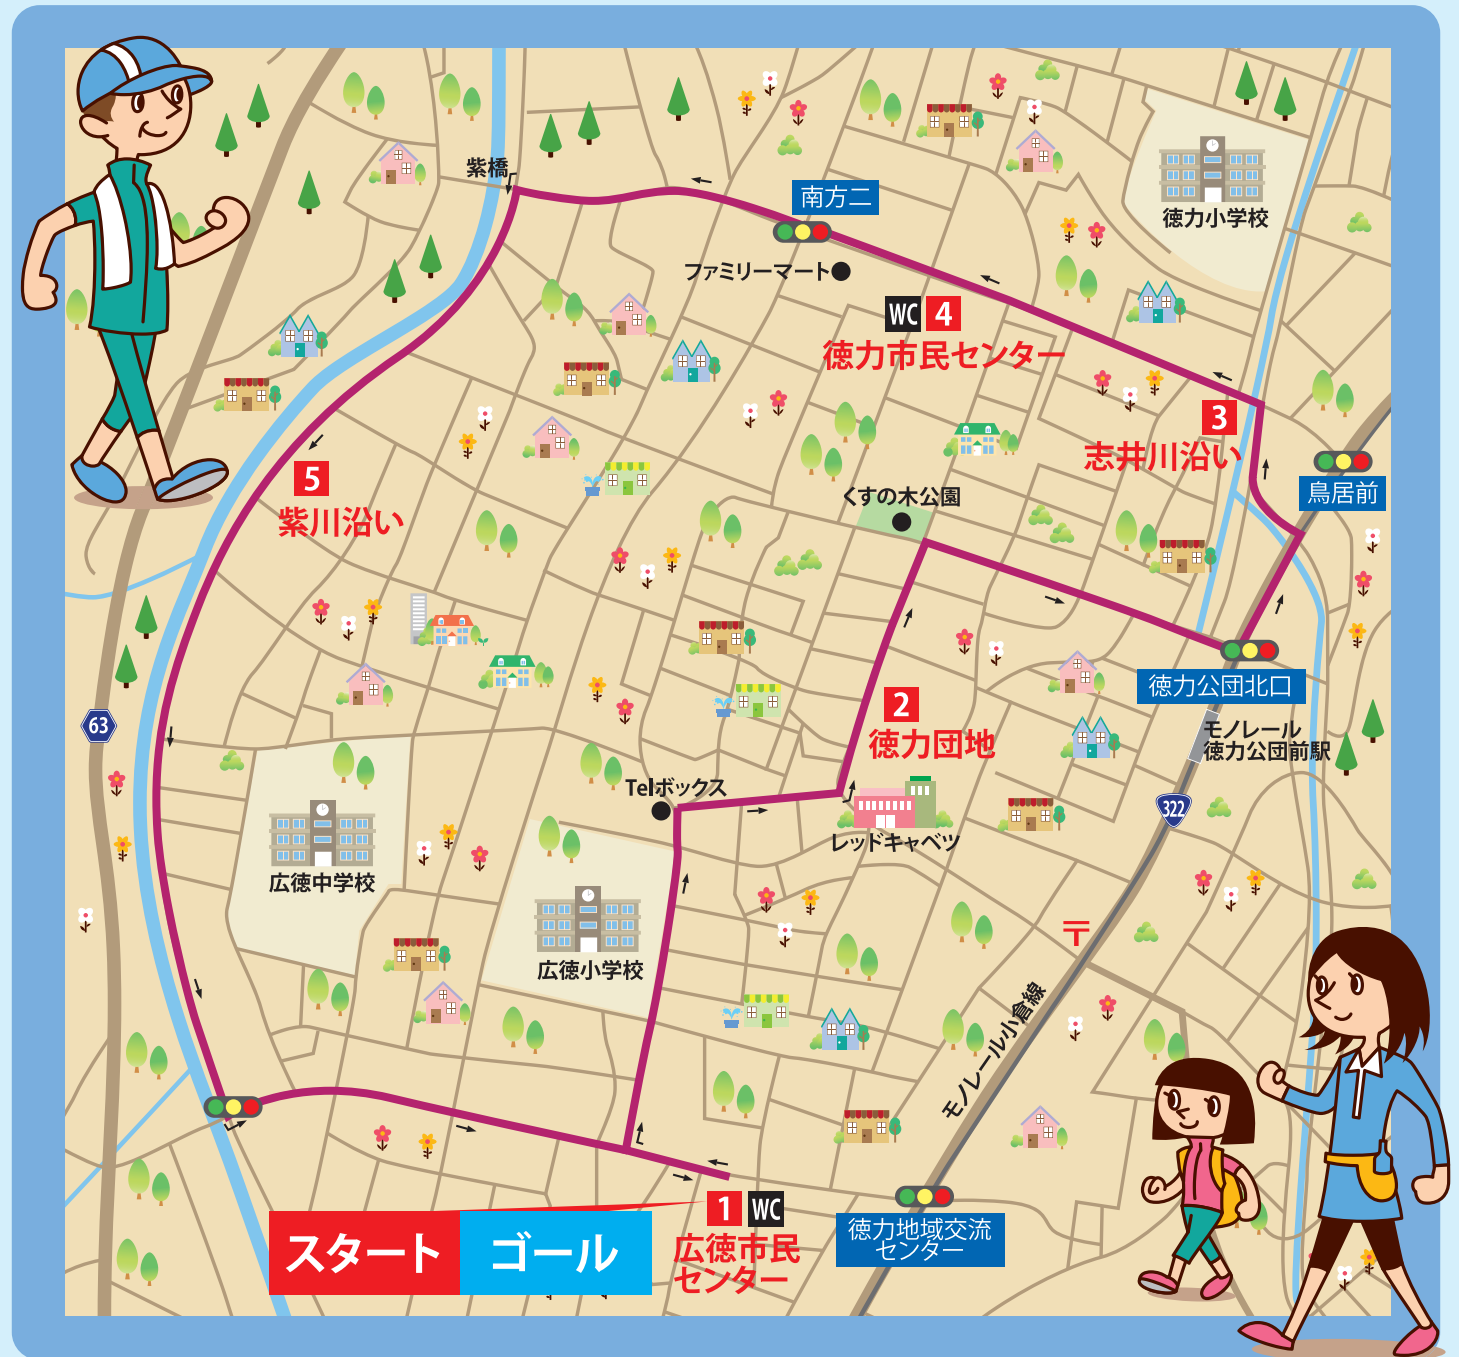 紫橋
南方二
徳力小学校
ファミリーマート
WC 4
徳力市民センター
3
志井川沿い
鳥居前
5
紫川沿い
くすの木公園
63
2
徳力団地
徳力公団北口
モノレール
徳力公団前駅
Telボックス
322
レッドキャベツ
広徳中学校
〒
広徳小学校
モノレール小倉線
1 WC
広徳市民
センター
スタート ゴール
徳力地域交流
センター